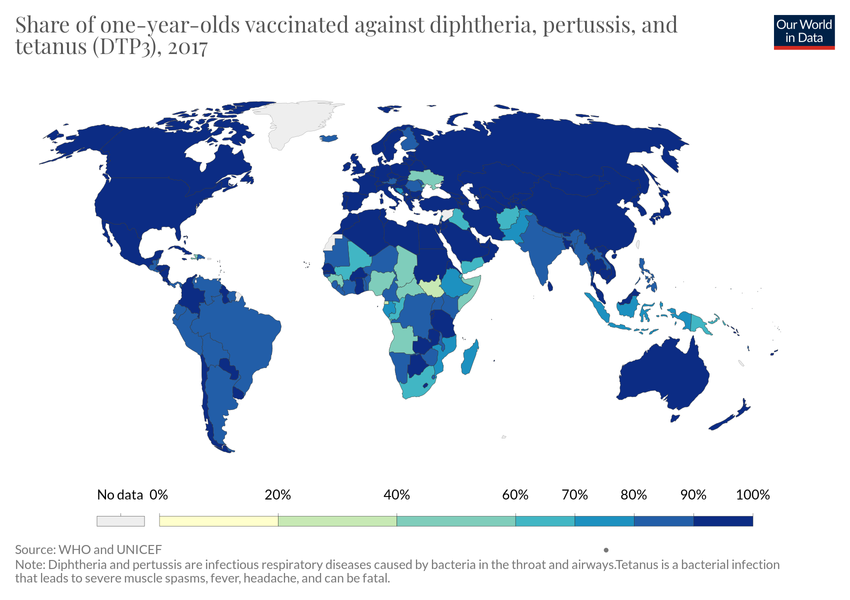 Share of one-year-olds vaccinated against diphtheria, pertussis, and
tetanus (DTP3), 2017
Our World
in Data
No data 0% 20% 40% 60% 70% 80% 90% 100%
Source: WHO and UNICEF
Note: Diphtheria and pertussis are infectious respiratory diseases caused by bacteria in the throat and airways.Tetanus is a bacterial infection
that leads to severe muscle spasms, fever, headache, and can be fatal.